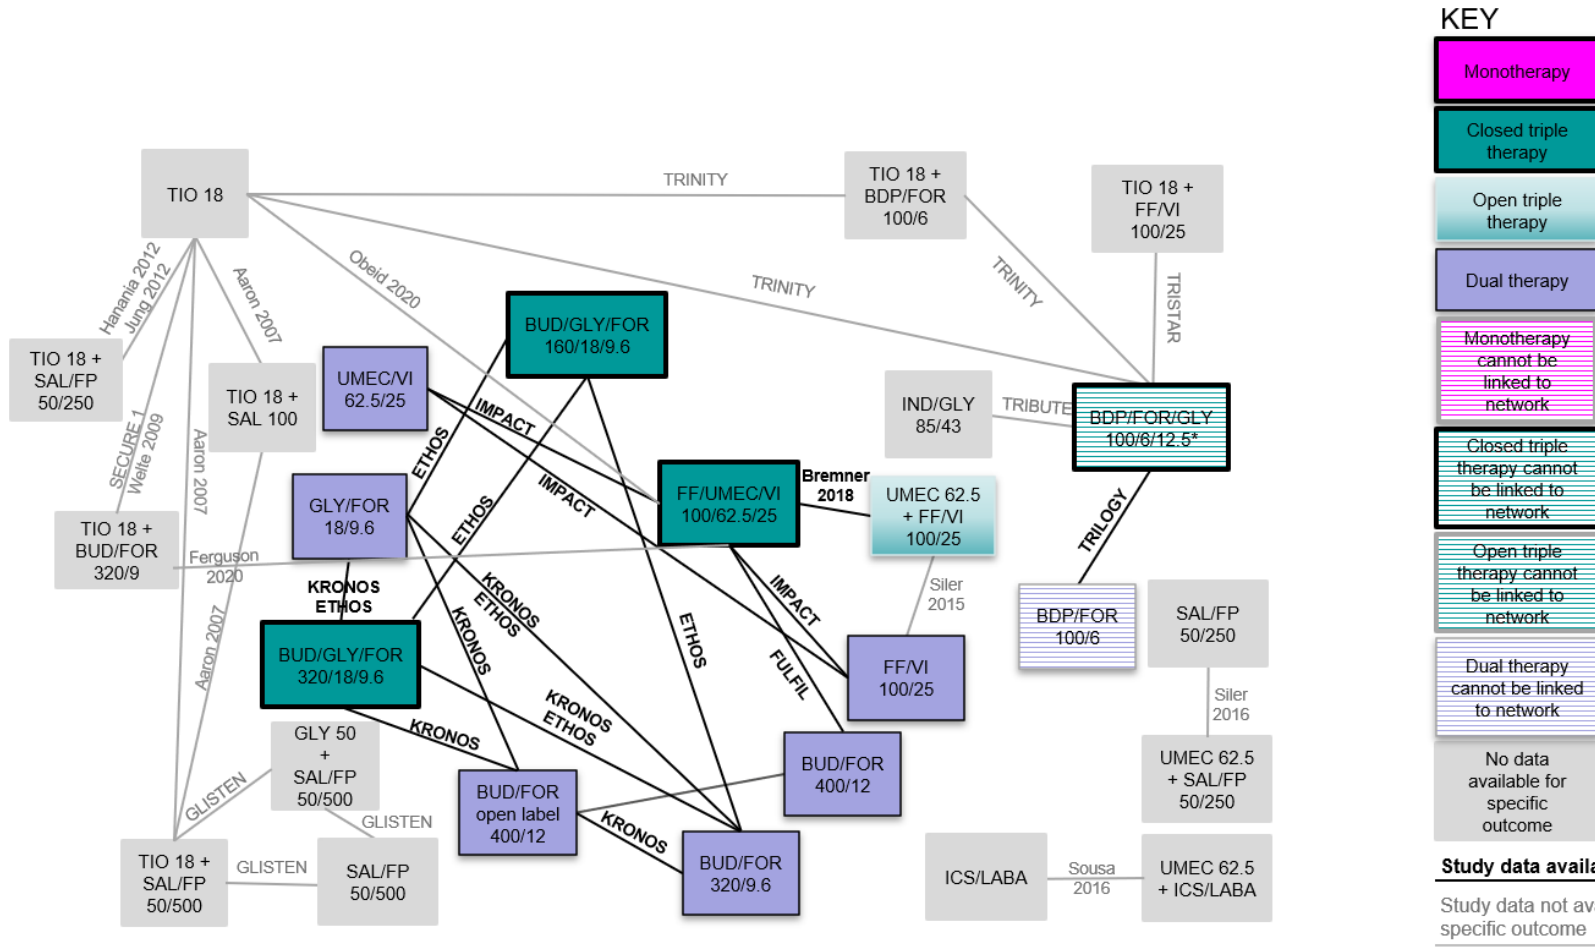 KEY
Monotherapy
Closed triple
therapy
Open triple
therapy
Dual therapy
Monotherapy
cannot be
linked to
network
Closed triple
therapy cannot
be linked to
network
Open triple
therapy cannot
be linked to
network
Dual therapy
cannot be linked
to network
No data
available for
specific
outcome
Study data availa
Study data not ava
specific outcome
TIO 18
TRINITY
TIO 18 +
BDP/FOR
100/6
TIO 18 +
FF/VI
100/25
Hanania 2012
Jung 2012
Aaron 2007
Obeid 2020
TRINITY
TRINITY
TRISTAR
TIO 18 +
SAL/FP
50/250
TIO 18 +
SAL 100
UMEC/VI
62.5/25
BUD/GLY/FOR
160/18/9.6
IND/GLY
85/43
TRIBUTE
BDP/FOR/GLY
100/6/12.5*
SECURE 1
Welte 2009
Aaron 2007
ETHOS
IMPACT
IMPACT
ETHOS
GLY/FOR
18/9.6
FF/UMEC/VI
100/62.5/25
Bremner
2018
UMEC 62.5
+ FF/VI
100/25
TRILOGY
TIO 18 +
BUD/FOR
320/9
Ferguson
2020
KRONOS
ETHOS
KRONOS
KRONOS
ETHOS
ETHOS
IMPACT
FULFIL
Siler
2015
BDP/FOR
100/6
SAL/FP
50/250
Aaron 2007
BUD/GLY/FOR
320/18/9.6
FF/VI
100/25
Siler
2016
KRONOS
KRONOS
ETHOS
GLY 50
+
SAL/FP
50/500
GLISTEN
GLISTEN
BUD/FOR
open label
400/12
BUD/FOR
400/12
UMEC 62.5
+ SAL/FP
50/250
KRONOS
TIO 18 +
SAL/FP
50/500
GLISTEN
SAL/FP
50/500
BUD/FOR
320/9.6
ICS/LABA
Sousa
2016
UMEC 62.5
+ ICS/LABA